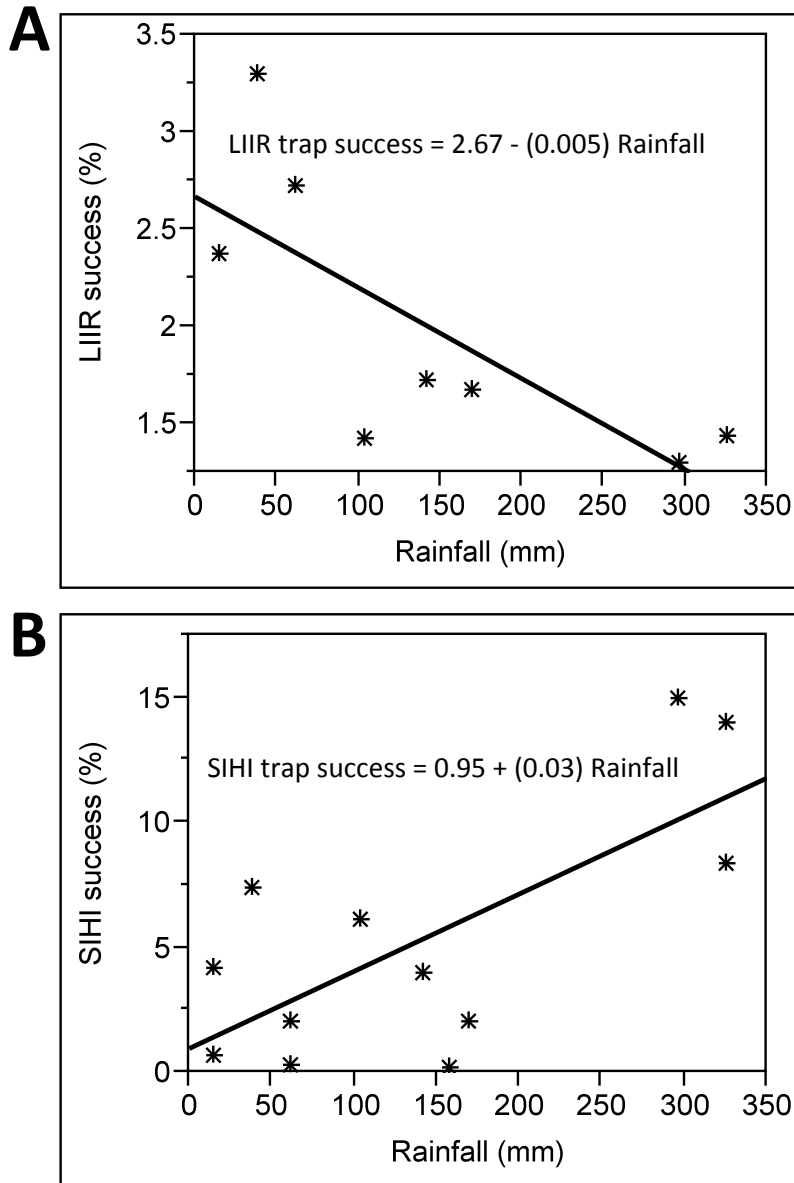 A
3.5
3
2.5
2
1.5
LIIR success (%)
LIIR trap success = 2.67 - (0.005) Rainfall
0 50 100 150 200 250 300 350
Rainfall (mm)
B
15
10
5
0
SIHI success (%)
SIHI trap success = 0.95 + (0.03) Rainfall
0 50 100 150 200 250 300 350
Rainfall (mm)